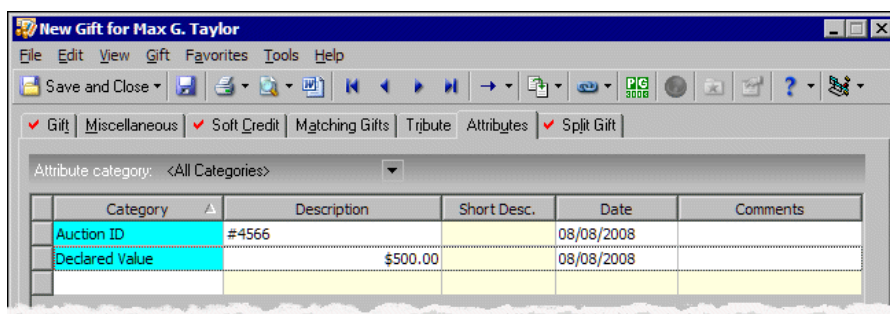 New Gift for Max G. Taylor
File Edit View Gift Favorites Tools Help
Save and Close W PG 3003 ?
Gift Miscellaneous Soft Credit Matching Gifts Tribute Attributes Split Gift
Attribute category: <All Categories>
Category Description Short Desc. Date Comments
Auction ID #4566 08/08/2008
Declared Value $500.00 08/08/2008